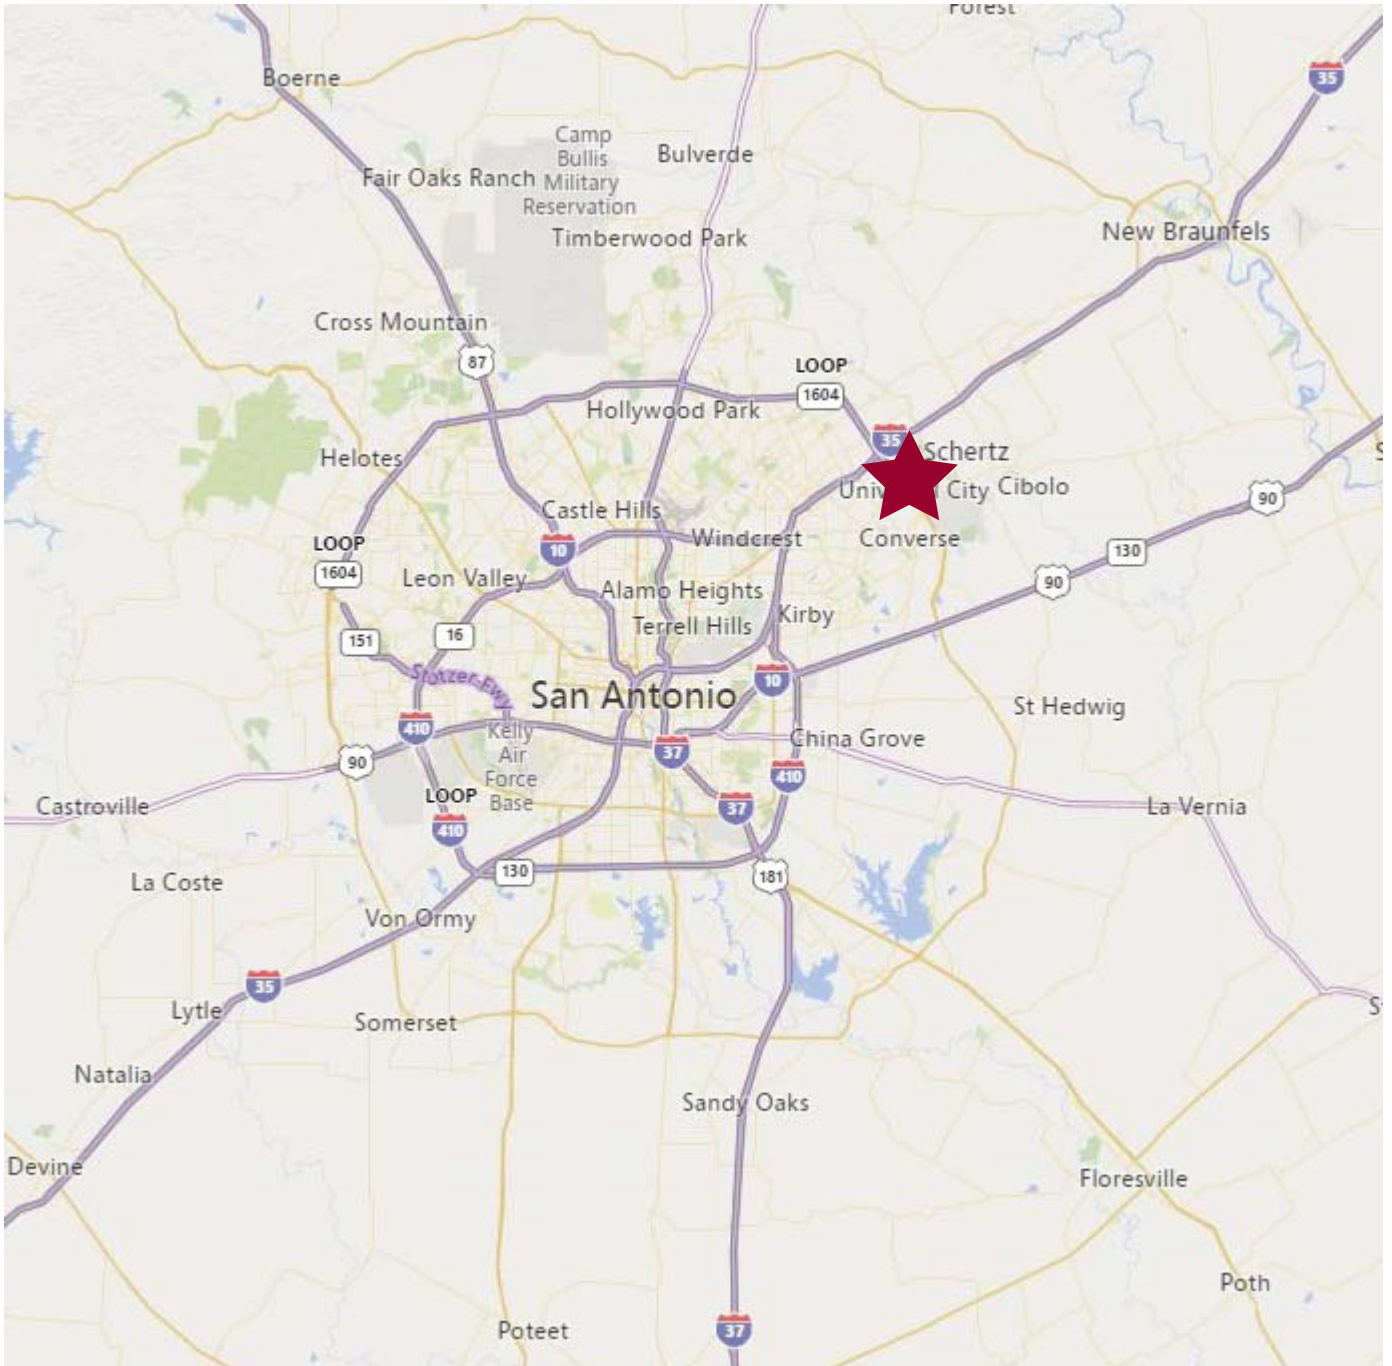 Forest
35
Boerne
Camp
Bullis
Military
Reservation
Bulverde
Fair Oaks Ranch
Timberwood Park
New Braunfels
Cross Mountain
87
LOOP
1604
Hollywood Park
35
Schertz
Helotes
City
Cibolo
90
Castle Hills
Windcrest
Converse
LOOP
1604
10
130
90
Leon Valley
Alamo Heights
Kirby
Terrell Hills
151
16
Stotzer Fwy
San Antonio
10
St Hedwig
410
Kelly
Air
Force
Base
37
China Grove
90
410
LOOP
410
37
Castroville
La Vernia
130
181
La Coste
Von Ormy
35
Lytle
Somerset
Natalia
Sandy Oaks
Devine
Floresville
Poth
Poteet
37